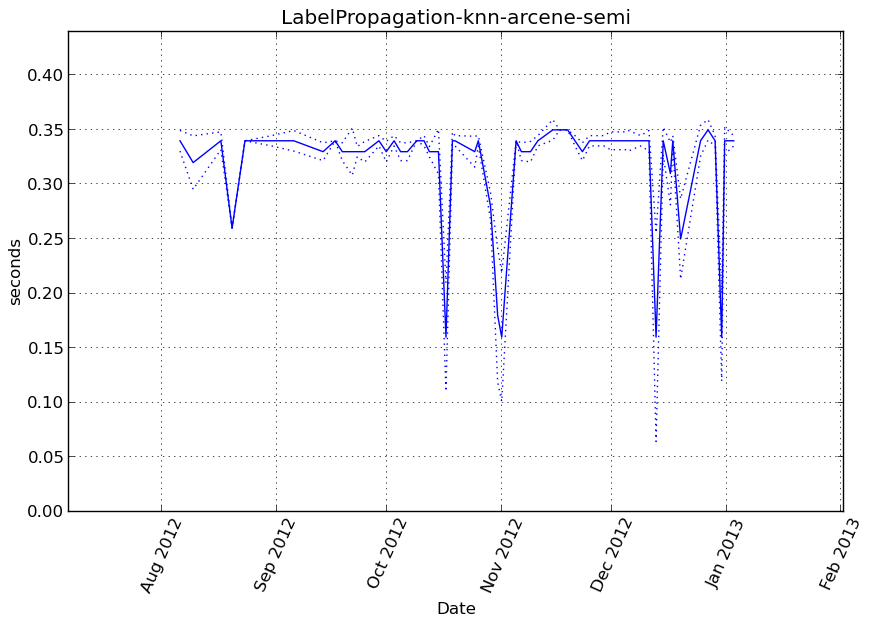 LabelPropagation-knn-arcene-semi
0.40
0.35
0.30
0.25
0.20
0.15
0.10
0.05
0.00
seconds
Aug 2012
Sep 2012
Oct 2012
Nov 2012
Dec 2012
Jan 2013
Feb 2013
Date